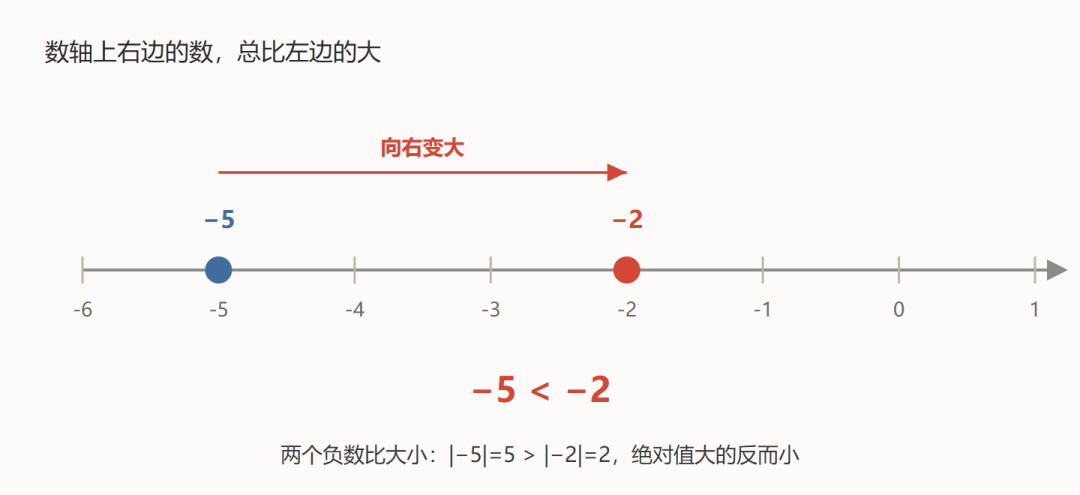 数轴上右边的数，总比左边的大
向右变大
−5 −2
-6 -5 -4 -3 -2 -1 0 1
−5 < −2
两个负数比大小：|−5|=5 > |−2|=2，绝对值大的反而小